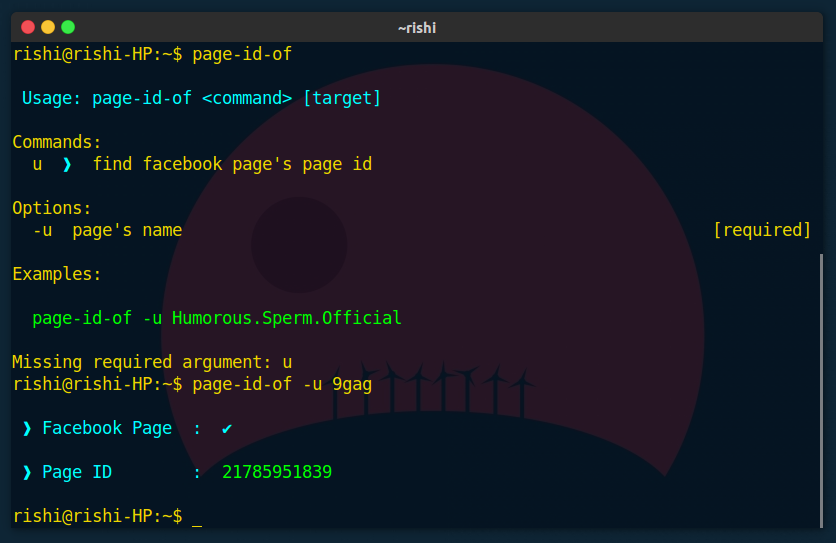 ~rishi
rishi@rishi-HP:~$ page-id-of
Usage: page-id-of <command> [target]
Commands:
u ❱ find facebook page's page id
Options:
-u page's name [required]
Examples:
page-id-of -u Humorous.Sperm.Official
Missing required argument: u
rishi@rishi-HP:~$ page-id-of -u 9gag
❱ Facebook Page : ✔
❱ Page ID : 21785951839
rishi@rishi-HP:~$ _